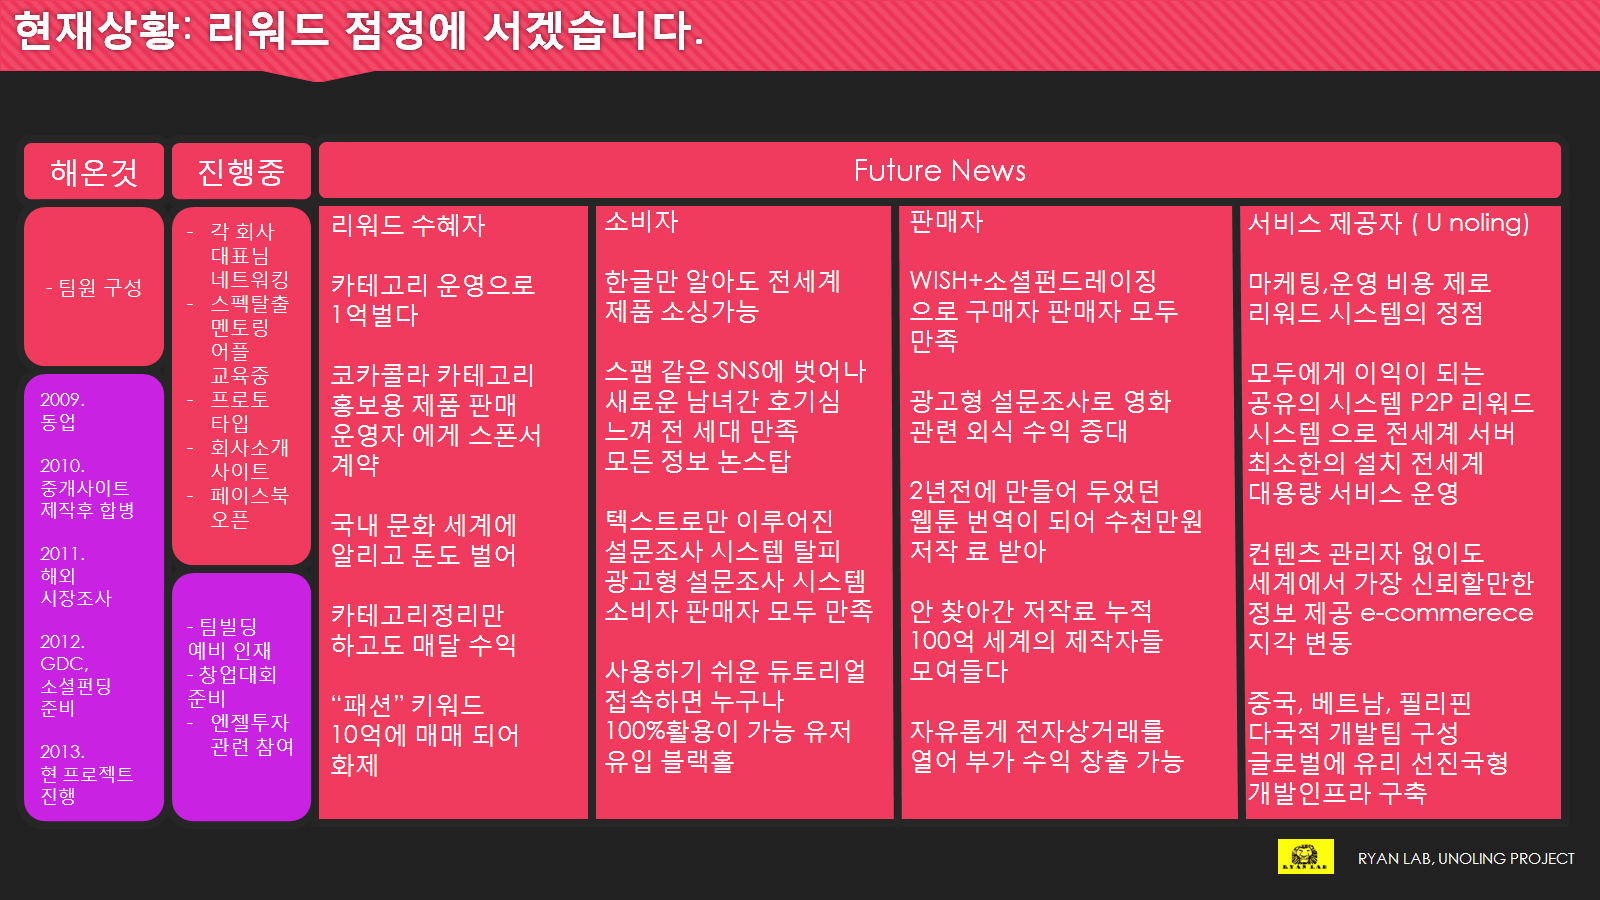 현재상황: 리워드 점정에 서겠습니다.
해온것
진행중
Future News
- 팀원 구성
2009.
동업
2010.
중개사이트
제작후 합병
2011.
해외
시장조사
2012.
GDC,
소셜펀딩
준비
2013.
현 프로젝트
진행
- 각 회사
대표님
네트워킹
- 스펙탈출
멘토링
어플
교육중
- 프로토
타입
- 회사소개
사이트
- 페이스북
오픈
- 팀빌딩
예비 인재
- 창업대회
준비
- 엔젤투자
관련 참여
리워드 수혜자
카테고리 운영으로
1억벌다
코카콜라 카테고리
홍보용 제품 판매
운영자 에게 스폰서
계약
국내 문화 세계에
알리고 돈도 벌어
카테고리정리만
하고도 매달 수익
“패션” 키워드
10억에 매매 되어
화제
소비자
한글만 알아도 전세계
제품 소싱가능
스팸 같은 SNS에 벗어나
새로운 남녀간 호기심
느껴 전 세대 만족
모든 정보 논스탑
텍스트로만 이루어진
설문조사 시스템 탈피
광고형 설문조사 시스템
소비자 판매자 모두 만족
사용하기 쉬운 듀토리얼
접속하면 누구나
100%활용이 가능 유저
유입 블랙홀
판매자
WISH+소셜펀드레이징
으로 구매자 판매자 모두
만족
광고형 설문조사로 영화
관련 외식 수익 증대
2년전에 만들어 두었던
웹툰 번역이 되어 수천만원
저작 료 받아
안 찾아간 저작료 누적
100억 세계의 제작자들
모여들다
자유롭게 전자상거래를
열어 부가 수익 창출 가능
서비스 제공자 ( U noling)
마케팅,운영 비용 제로
리워드 시스템의 정점
모두에게 이익이 되는
공유의 시스템 P2P 리워드
시스템 으로 전세계 서버
최소한의 설치 전세계
대용량 서비스 운영
컨텐츠 관리자 없이도
세계에서 가장 신뢰할만한
정보 제공 e-commerece
지각 변동
중국, 베트남, 필리핀
다국적 개발팀 구성
글로벌에 유리 선진국형
개발인프라 구축
RYAN LAB
RYAN LAB, UNOLING PROJECT